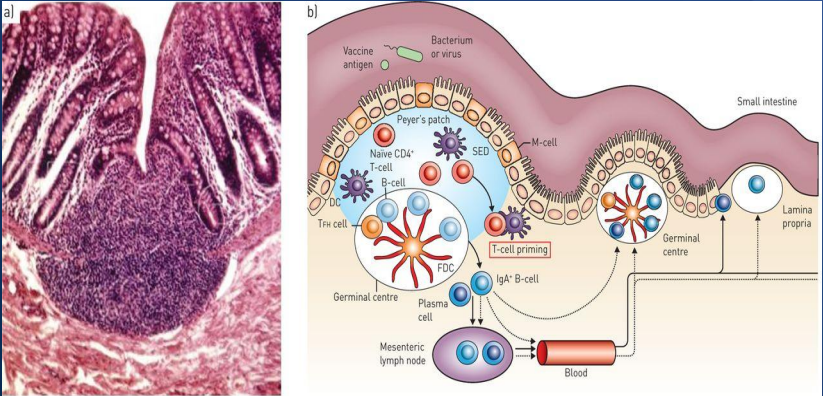 a)
b)
Vaccine
antigen
Bacterium
or virus
Small intestine
Peyer's patch
Naïve CD4⁺
T-cell
SED
M-cell
B-cell
DC
TFH cell
FDC
T-cell priming
Germinal centre
IgA⁺ B-cell
Plasma
cell
Germinal
centre
Lamina
propria
Mesenteric
lymph node
Blood